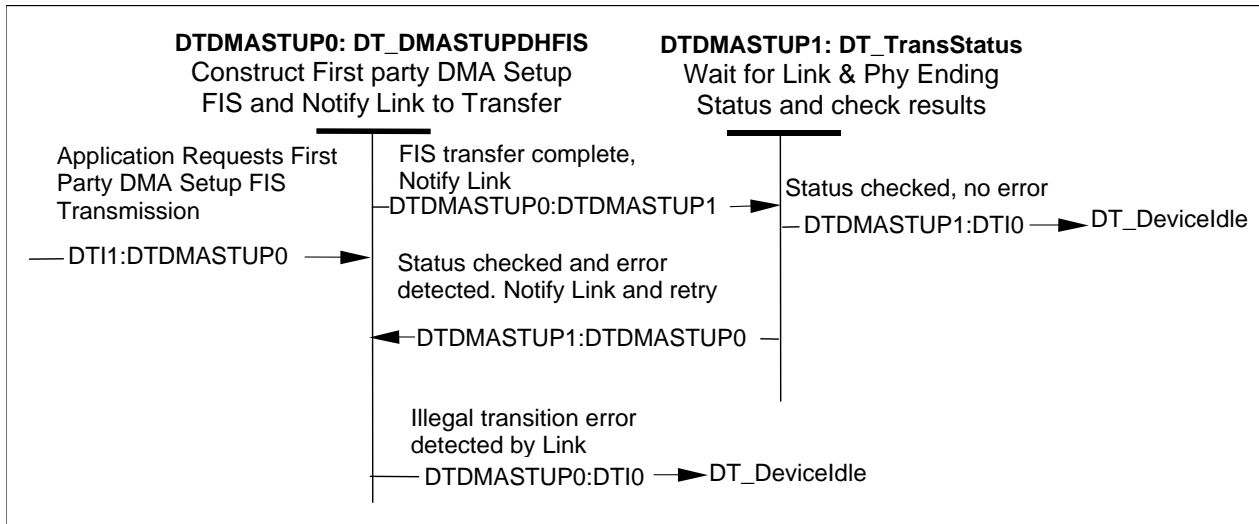 DTDMASTUP0: DT_DMASTUPDHFIS
Construct First party DMA Setup
FIS and Notify Link to Transfer
DTDMASTUP1: DT_TransStatus
Wait for Link & Phy Ending
Status and check results
Application Requests First
Party DMA Setup FIS
Transmission
DTI1:DTDMASTUP0
FIS transfer complete,
Notify Link
DTDMASTUP0:DTDMASTUP1
Status checked, no error
DTDMASTUP1:DTI0
DT_DeviceIdle
Status checked and error
detected. Notify Link and retry
DTDMASTUP1:DTDMASTUP0
Illegal transition error
detected by Link
DTDMASTUP0:DTI0
DT_DeviceIdle